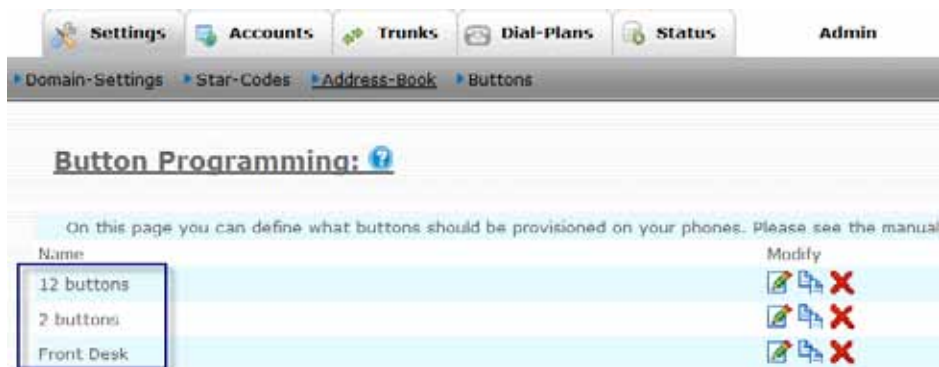 Settings Accounts Trunks Dial-Plans Status Admin
Domain-Settings Star-Codes Address-Book Buttons
Button Programming:
On this page you can define what buttons should be provisioned on your phones. Please see the manual
Name Modify
12 buttons
2 buttons
Front Desk